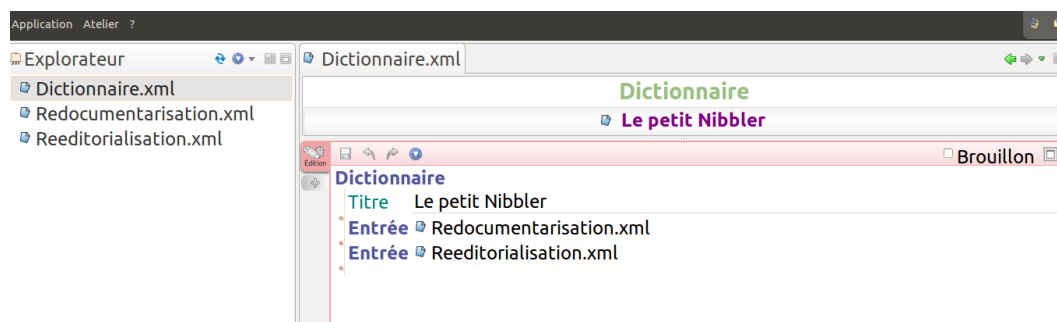 Application Atelier ?
Explorateur
Dictionnaire.xml
Redocumentarisation.xml
Reeditorialisation.xml
Dictionnaire.xml
Dictionnaire
Le petit Nibbler
Edition
Brouillon
Dictionnaire
Titre Le petit Nibbler
Entrée Redocumentarisation.xml
Entrée Reeditorialisation.xml